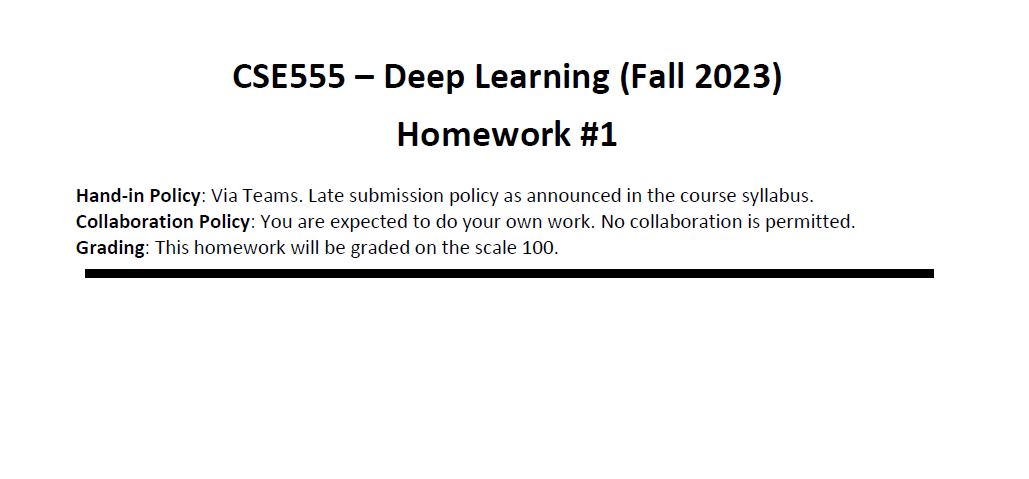 CSE555 – Deep Learning (Fall 2023)
Homework #1
Hand-in Policy: Via Teams. Late submission policy as announced in the course syllabus.
Collaboration Policy: You are expected to do your own work. No collaboration is permitted.
Grading: This homework will be graded on the scale 100.